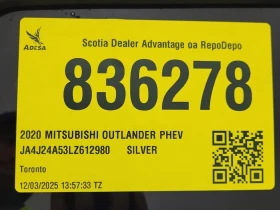 ADESA
Scotia Dealer Advantage oa RepoDepo
836278
2020 MITSUBISHI OUTLANDER PHEV
JA4J24A53LZ612980 SILVER
Toronto
12/03/2025 13:57:33 TZ